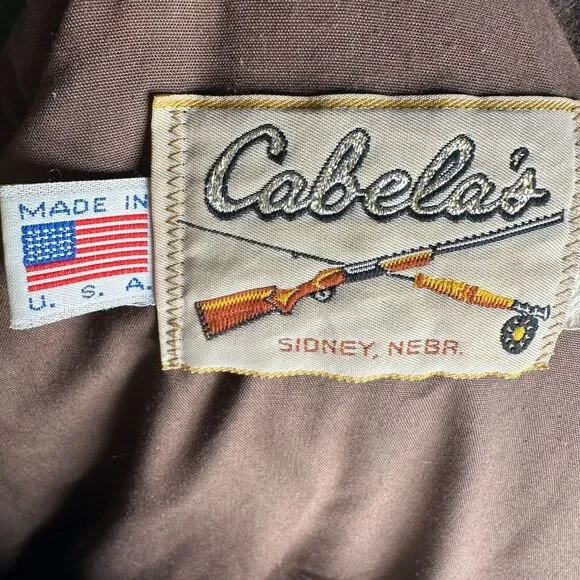 MADE IN
U. S. A.
Cabela's
SIDNEY, NEBR.